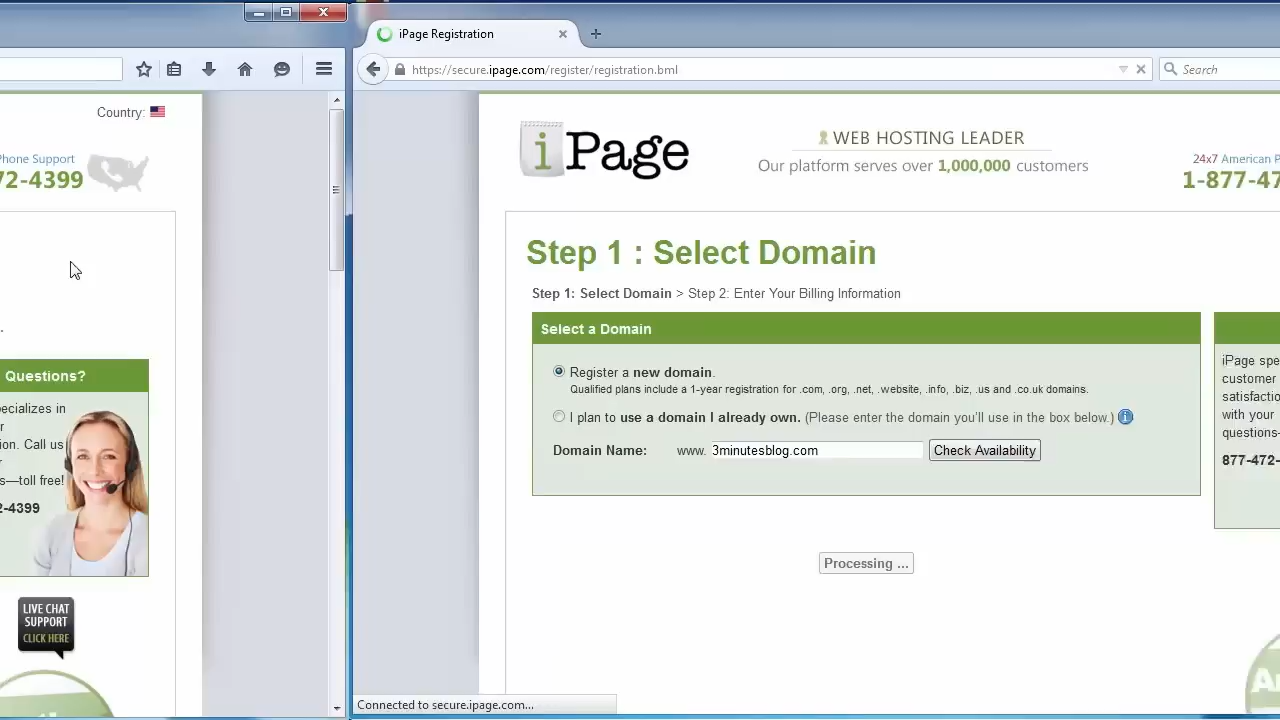 Country:
Phone Support
72-4399
.
Questions?
ecializes in
r
ion. Call us
s—toll free!
2-4399
LIVE CHAT
SUPPORT
CLICK HERE
iPage Registration
https://secure.ipage.com/register/registration.bml
Search
iPage
WEB HOSTING LEADER
Our platform serves over 1,000,000 customers
24x7 American P
1-877-47
Step 1 : Select Domain
Step 1: Select Domain > Step 2: Enter Your Billing Information
Select a Domain
Register a new domain.
Qualified plans include a 1-year registration for .com, .org, .net, .website, .info, .biz, .us and .co.uk domains.
I plan to use a domain I already own. (Please enter the domain you'll use in the box below.)
Domain Name: www. 3minutesblog.com Check Availability
Processing ...
iPage spe
customer
satisfactio
with your
questions-
877-472-
Connected to secure.ipage.com...